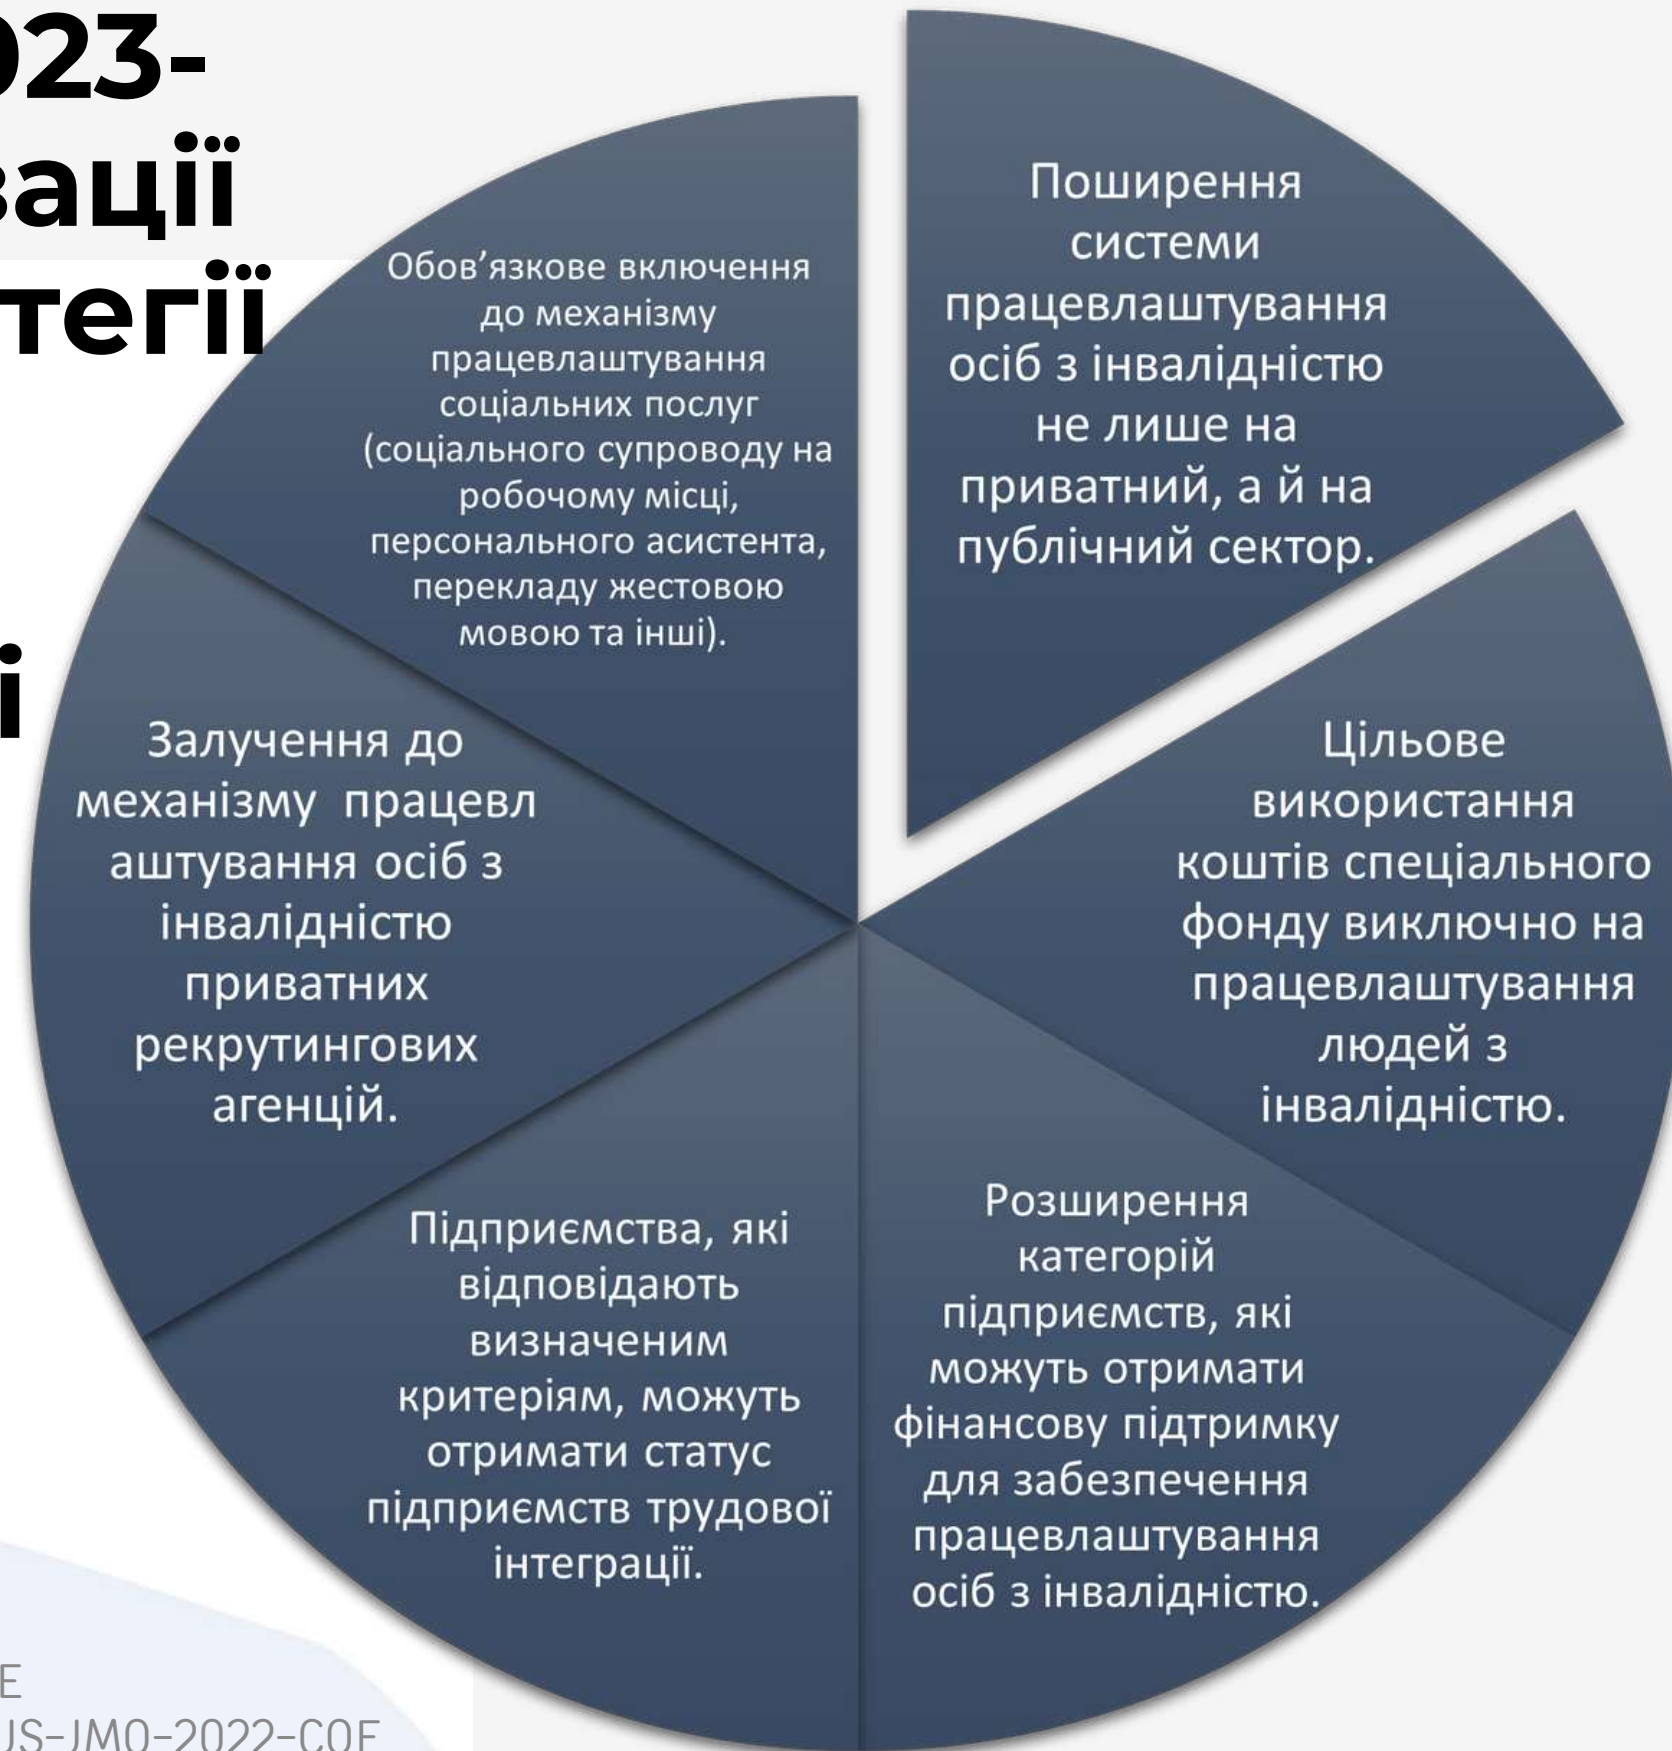 023-
зації
тегії
і
Поширення
системи
працевлаштування
осіб з інвалідністю
не лише на
приватний, а й на
публічний сектор.
Цільове
використання
коштів спеціального
фонду виключно на
працевлаштування
людей з
інвалідністю.
Розширення
категорій
підприємств, які
можуть отримати
фінансову підтримку
для забезпечення
працевлаштування
осіб з інвалідністю.
Підприємства, які
відповідають
визначеним
критеріям, можуть
отримати статус
підприємств трудової
інтеграції.
Залучення до
механізму працевл
аштування осіб з
інвалідністю
приватних
рекрутингових
агенцій.
Обов’язкове включення
до механізму
працевлаштування
соціальних послуг
(соціального супроводу на
робочому місці,
персонального асистента,
перекладу жестовою
мовою та інші).
E
US-JMO-2022-COE